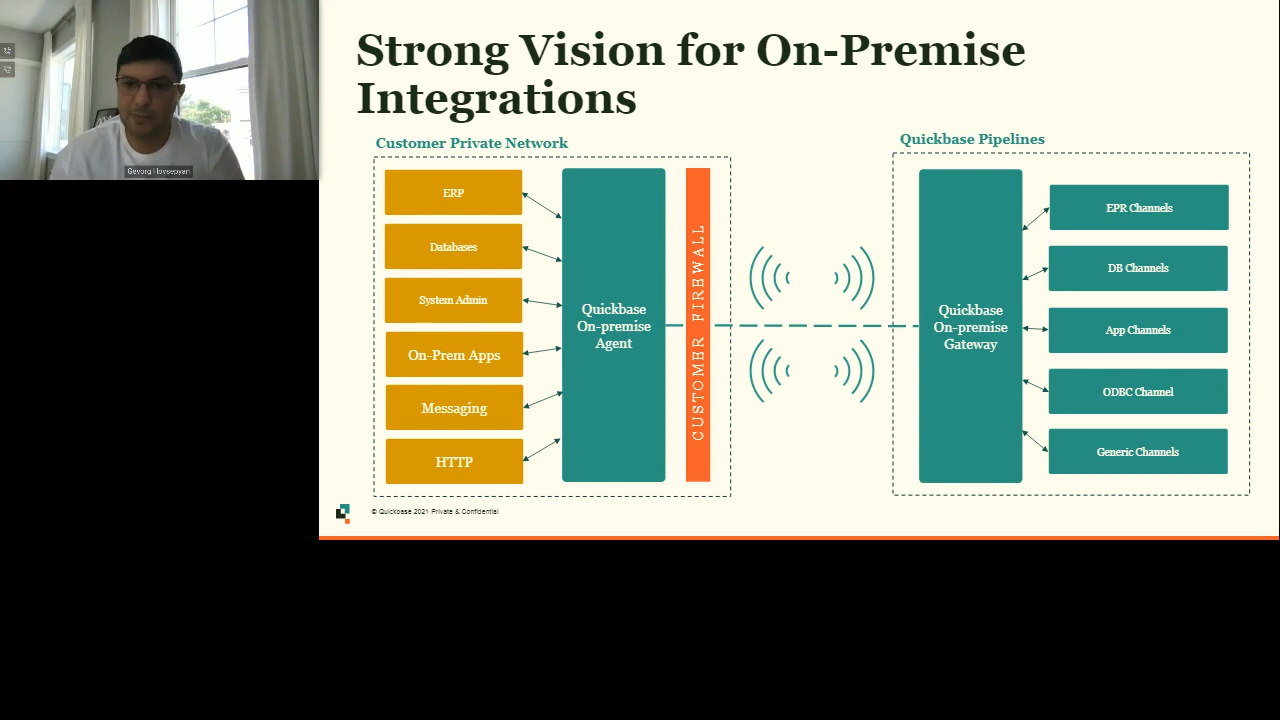 Gevorg Hovsepyan
Strong Vision for On-Premise
Integrations
Customer Private Network
ERP
Databases
System Admin
On-Prem Apps
Messaging
HTTP
Quickbase
On-premise
Agent
CUSTOMER FIREWALL
Quickbase Pipelines
Quickbase
On-premise
Gateway
EPR Channels
DB Channels
App Channels
ODBC Channel
Generic Channels
© Quickbase 2021 Private & Confidential